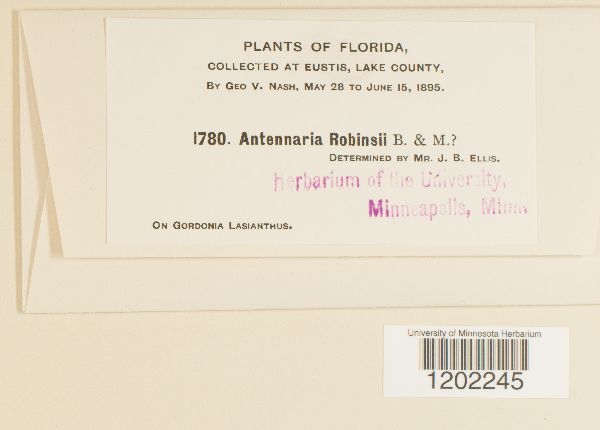 PLANTS OF FLORIDA,
COLLECTED AT EUSTIS, LAKE COUNTY,
BY GEO V. NASH, MAY 28 TO JUNE 15, 1895.
1780. Antennaria Robinsii B. & M.?
DETERMINED BY MR. J. B. ELLIS.
Herbarium of the University,
Minneapolis, Minn
ON GORDONIA LASIANTHUS.
University of Minnesota Herbarium
1202245